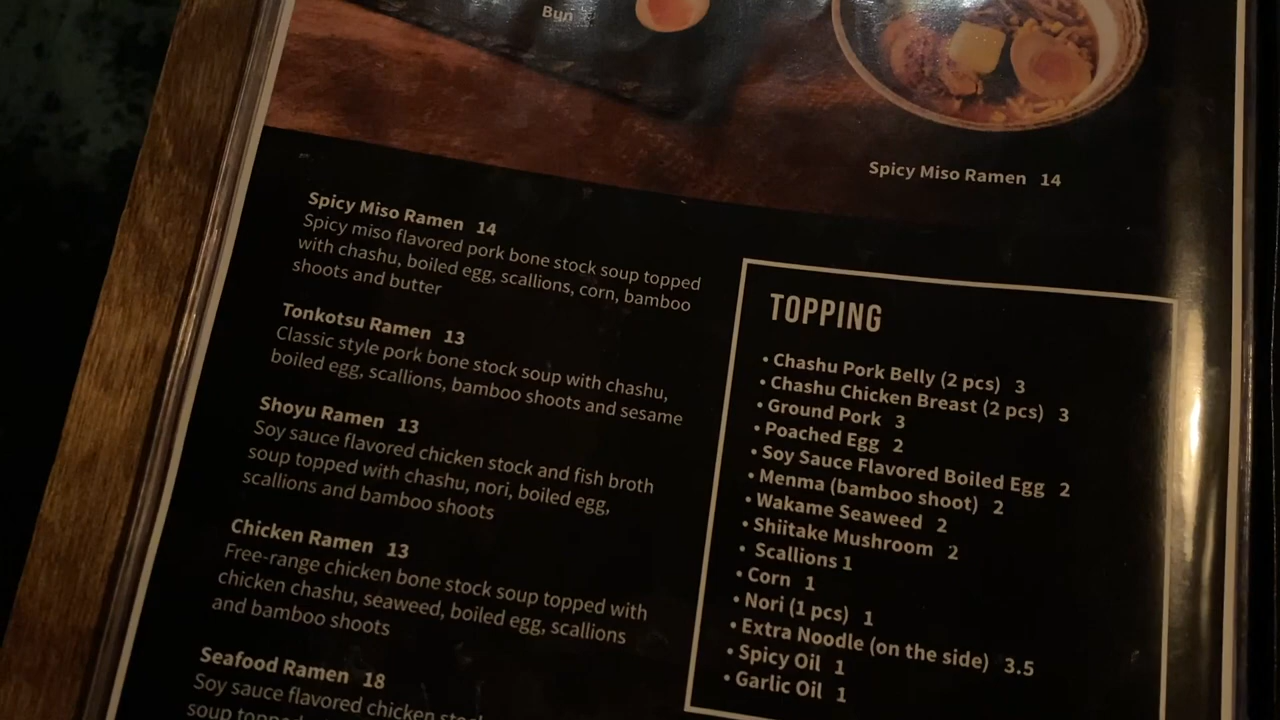 Bun
Spicy Miso Ramen 14
Spicy Miso Ramen 14
Spicy miso flavored pork bone stock soup topped
with chashu, boiled egg, scallions, corn, bamboo
shoots and butter
Tonkotsu Ramen 13
Classic style pork bone stock soup with chashu,
boiled egg, scallions, bamboo shoots and sesame
Shoyu Ramen 13
Soy sauce flavored chicken stock and fish broth
soup topped with chashu, nori, boiled egg,
scallions and bamboo shoots
Chicken Ramen 13
Free-range chicken bone stock soup topped with
chicken chashu, seaweed, boiled egg, scallions
and bamboo shoots
Seafood Ramen 18
Soy sauce flavored chicken
soup
TOPPING
• Chashu Pork Belly (2 pcs) 3
• Chashu Chicken Breast (2 pcs) 3
• Ground Pork 3
• Poached Egg 2
• Soy Sauce Flavored Boiled Egg 2
• Menma (bamboo shoot) 2
• Wakame Seaweed 2
• Shiitake Mushroom 2
• Scallions 1
• Corn 1
• Nori (1 pcs) 1
• Extra Noodle (on the side) 3.5
• Spicy Oil 1
• Garlic Oil 1